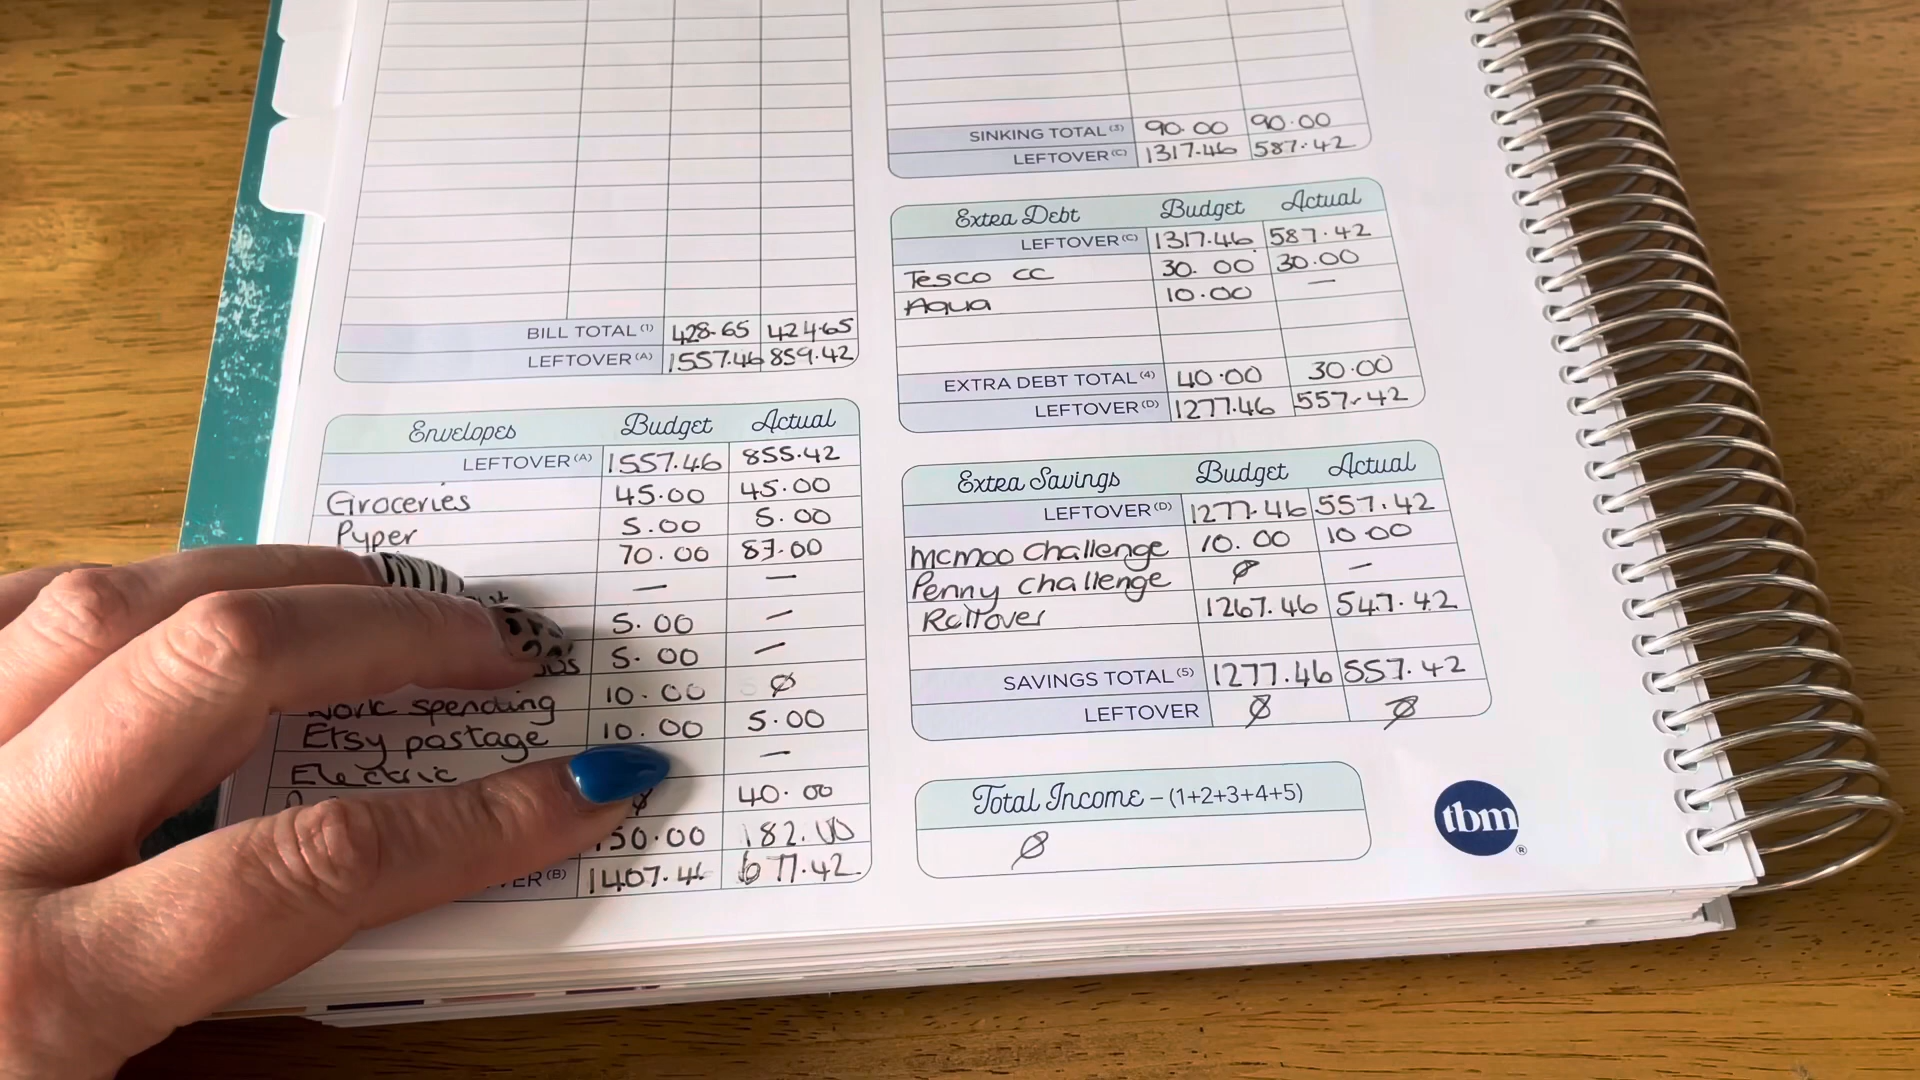 BILL TOTAL (1) 428.65 424.65
LEFTOVER (A) 1557.46 859.42
Envelopes Budget Actual
LEFTOVER (A) 1557.46 855.42
Groceries 45.00 45.00
Pyper 5.00 5.00
70.00 87.00
— —
5.00 —
5.00 —
Work spending 10.00 Ø
Etsy postage 10.00 5.00
Electric —
Ø 40.00
150.00 182.00
(B) 1407.46 677.42
SINKING TOTAL (3) 90.00 90.00
LEFTOVER (C) 1317.46 587.42
Extra Debt Budget Actual
LEFTOVER (C) 1317.46 587.42
Tesco cc 30.00 30.00
Aqua 10.00 —
EXTRA DEBT TOTAL (4) 40.00 30.00
LEFTOVER (D) 1277.46 557.42
Extra Savings Budget Actual
LEFTOVER (D) 1277.46 557.42
mcmoo challenge 10.00 10.00
Penny challenge Ø —
Rollover 1267.46 547.42
SAVINGS TOTAL (5) 1277.46 557.42
LEFTOVER Ø Ø
Total Income – (1+2+3+4+5)
Ø
tbm ®